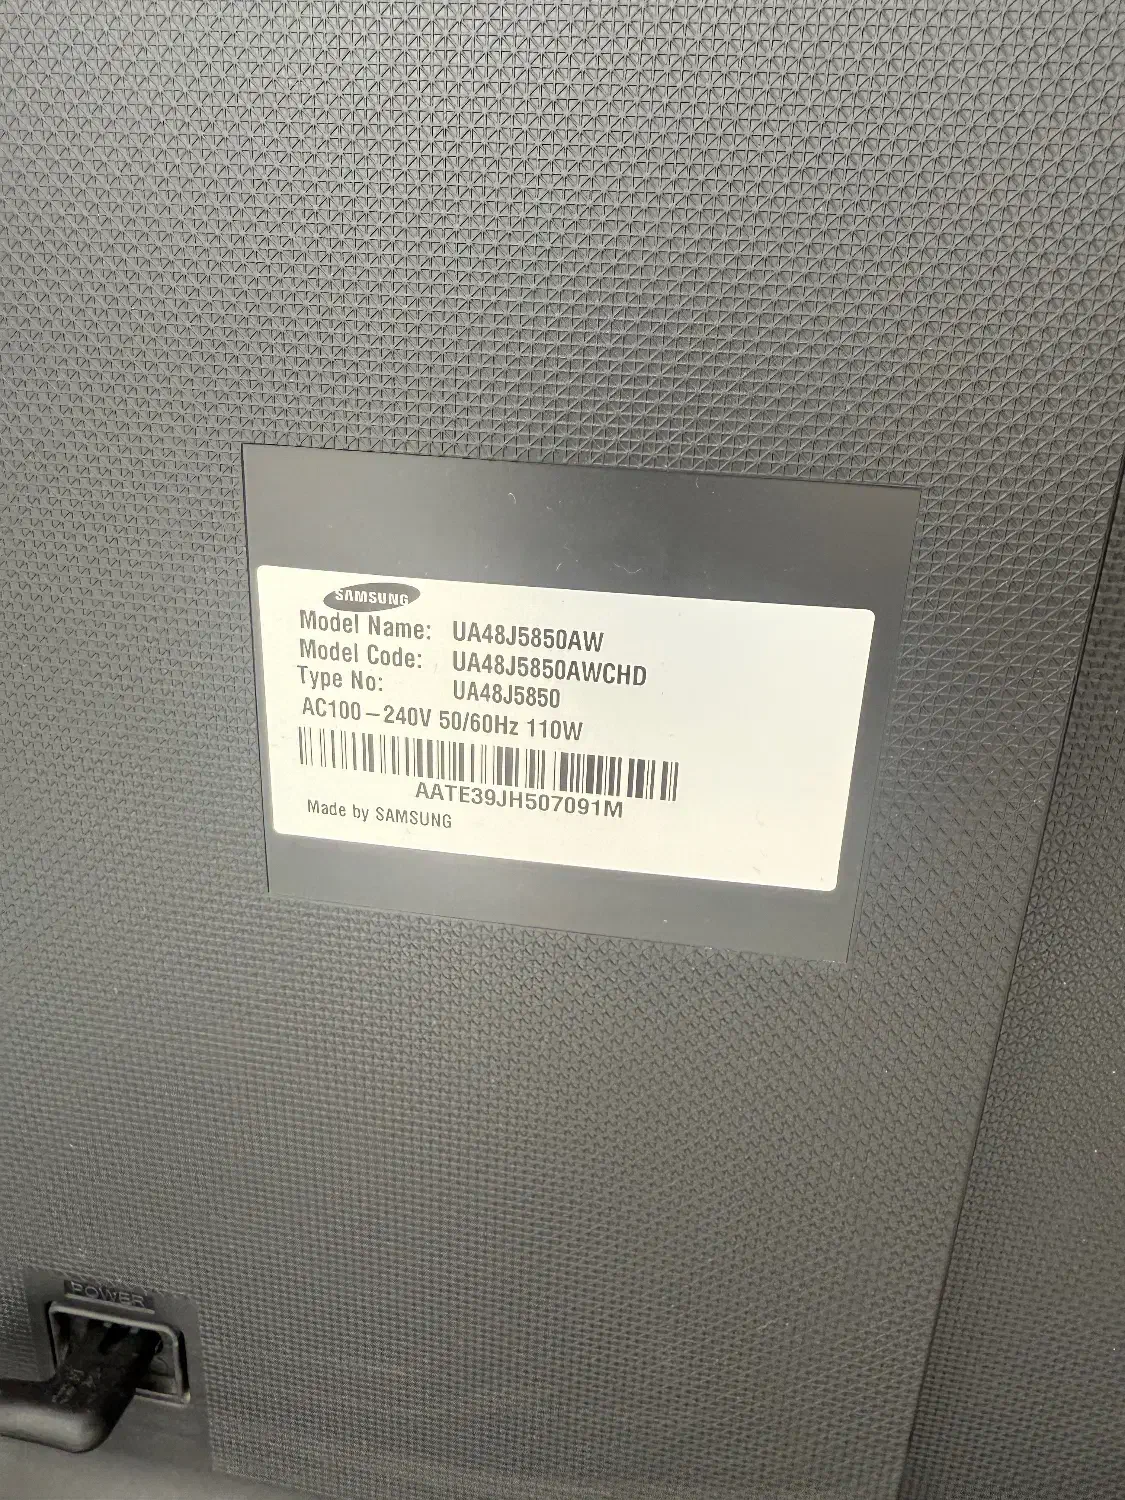 SAMSUNG
Model Name: UA48J5850AW
Model Code: UA48J5850AWCHD
Type No: UA48J5850
AC100-240V 50/60Hz 110W
AATE39JH507091M
Made by SAMSUNG
POWER